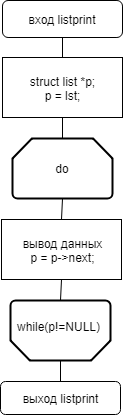 вход listprint
struct list *p;
p = lst;
do
вывод данных
p = p->next;
while(p!=NULL)
выход listprint